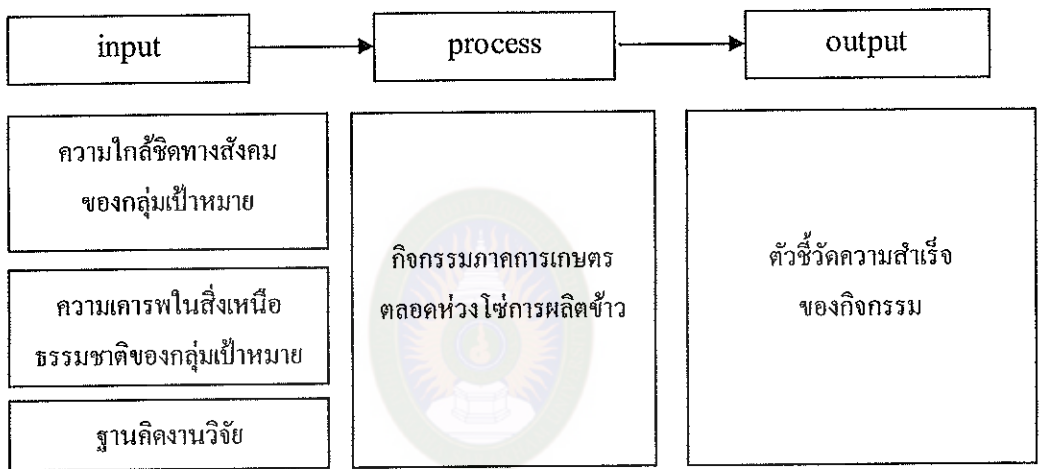 input
process
output
ความใกล้ชิดทางสังคม
ของกลุ่มเป้าหมาย
ความเคารพในสิ่งเหนือ
ธรรมชาติของกลุ่มเป้าหมาย
ฐานคิดงานวิจัย
กิจกรรมภาคการเกษตร
ตลอดห่วงโซ่การผลิตข้าว
ตัวชี้วัดความสำเร็จ
ของกิจกรรม